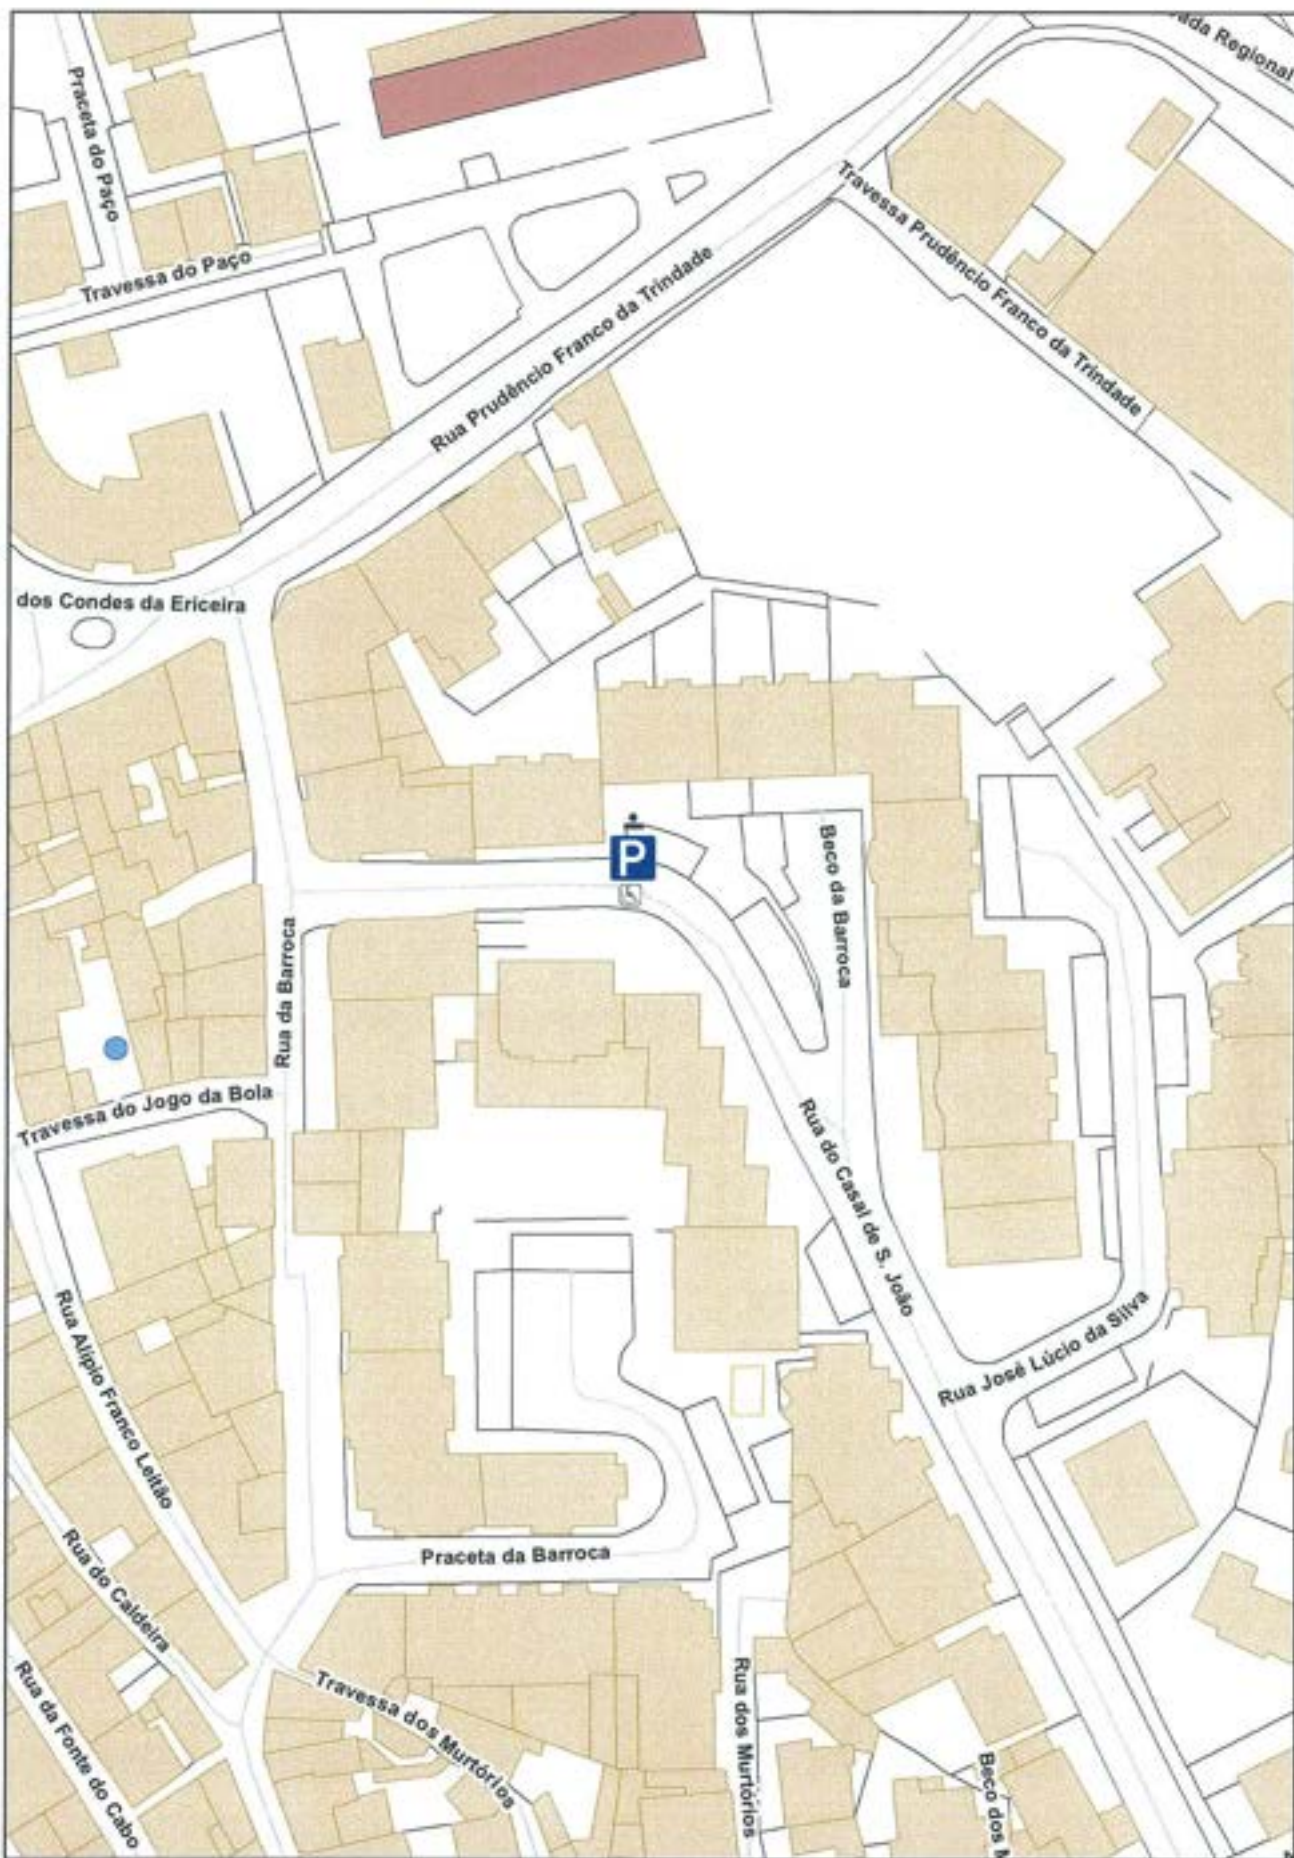 Praceta do Paço
Regional
Travessa do Paço
Travessa Prudêncio Franco da Trindade
Rua Prudêncio Franco da Trindade
dos Condes da Ericeira
P
Beco da Barroca
Rua da Barroca
Travessa do Jogo da Bola
Rua do Casal de S. João
Rua Alípio Franco Leitão
Rua José Lúcio da Silva
Praceta da Barroca
Rua do Caldeira
Rua da Fonte do Cabo
Travessa dos Murtórios
Rua dos Murtórios
Beco dos